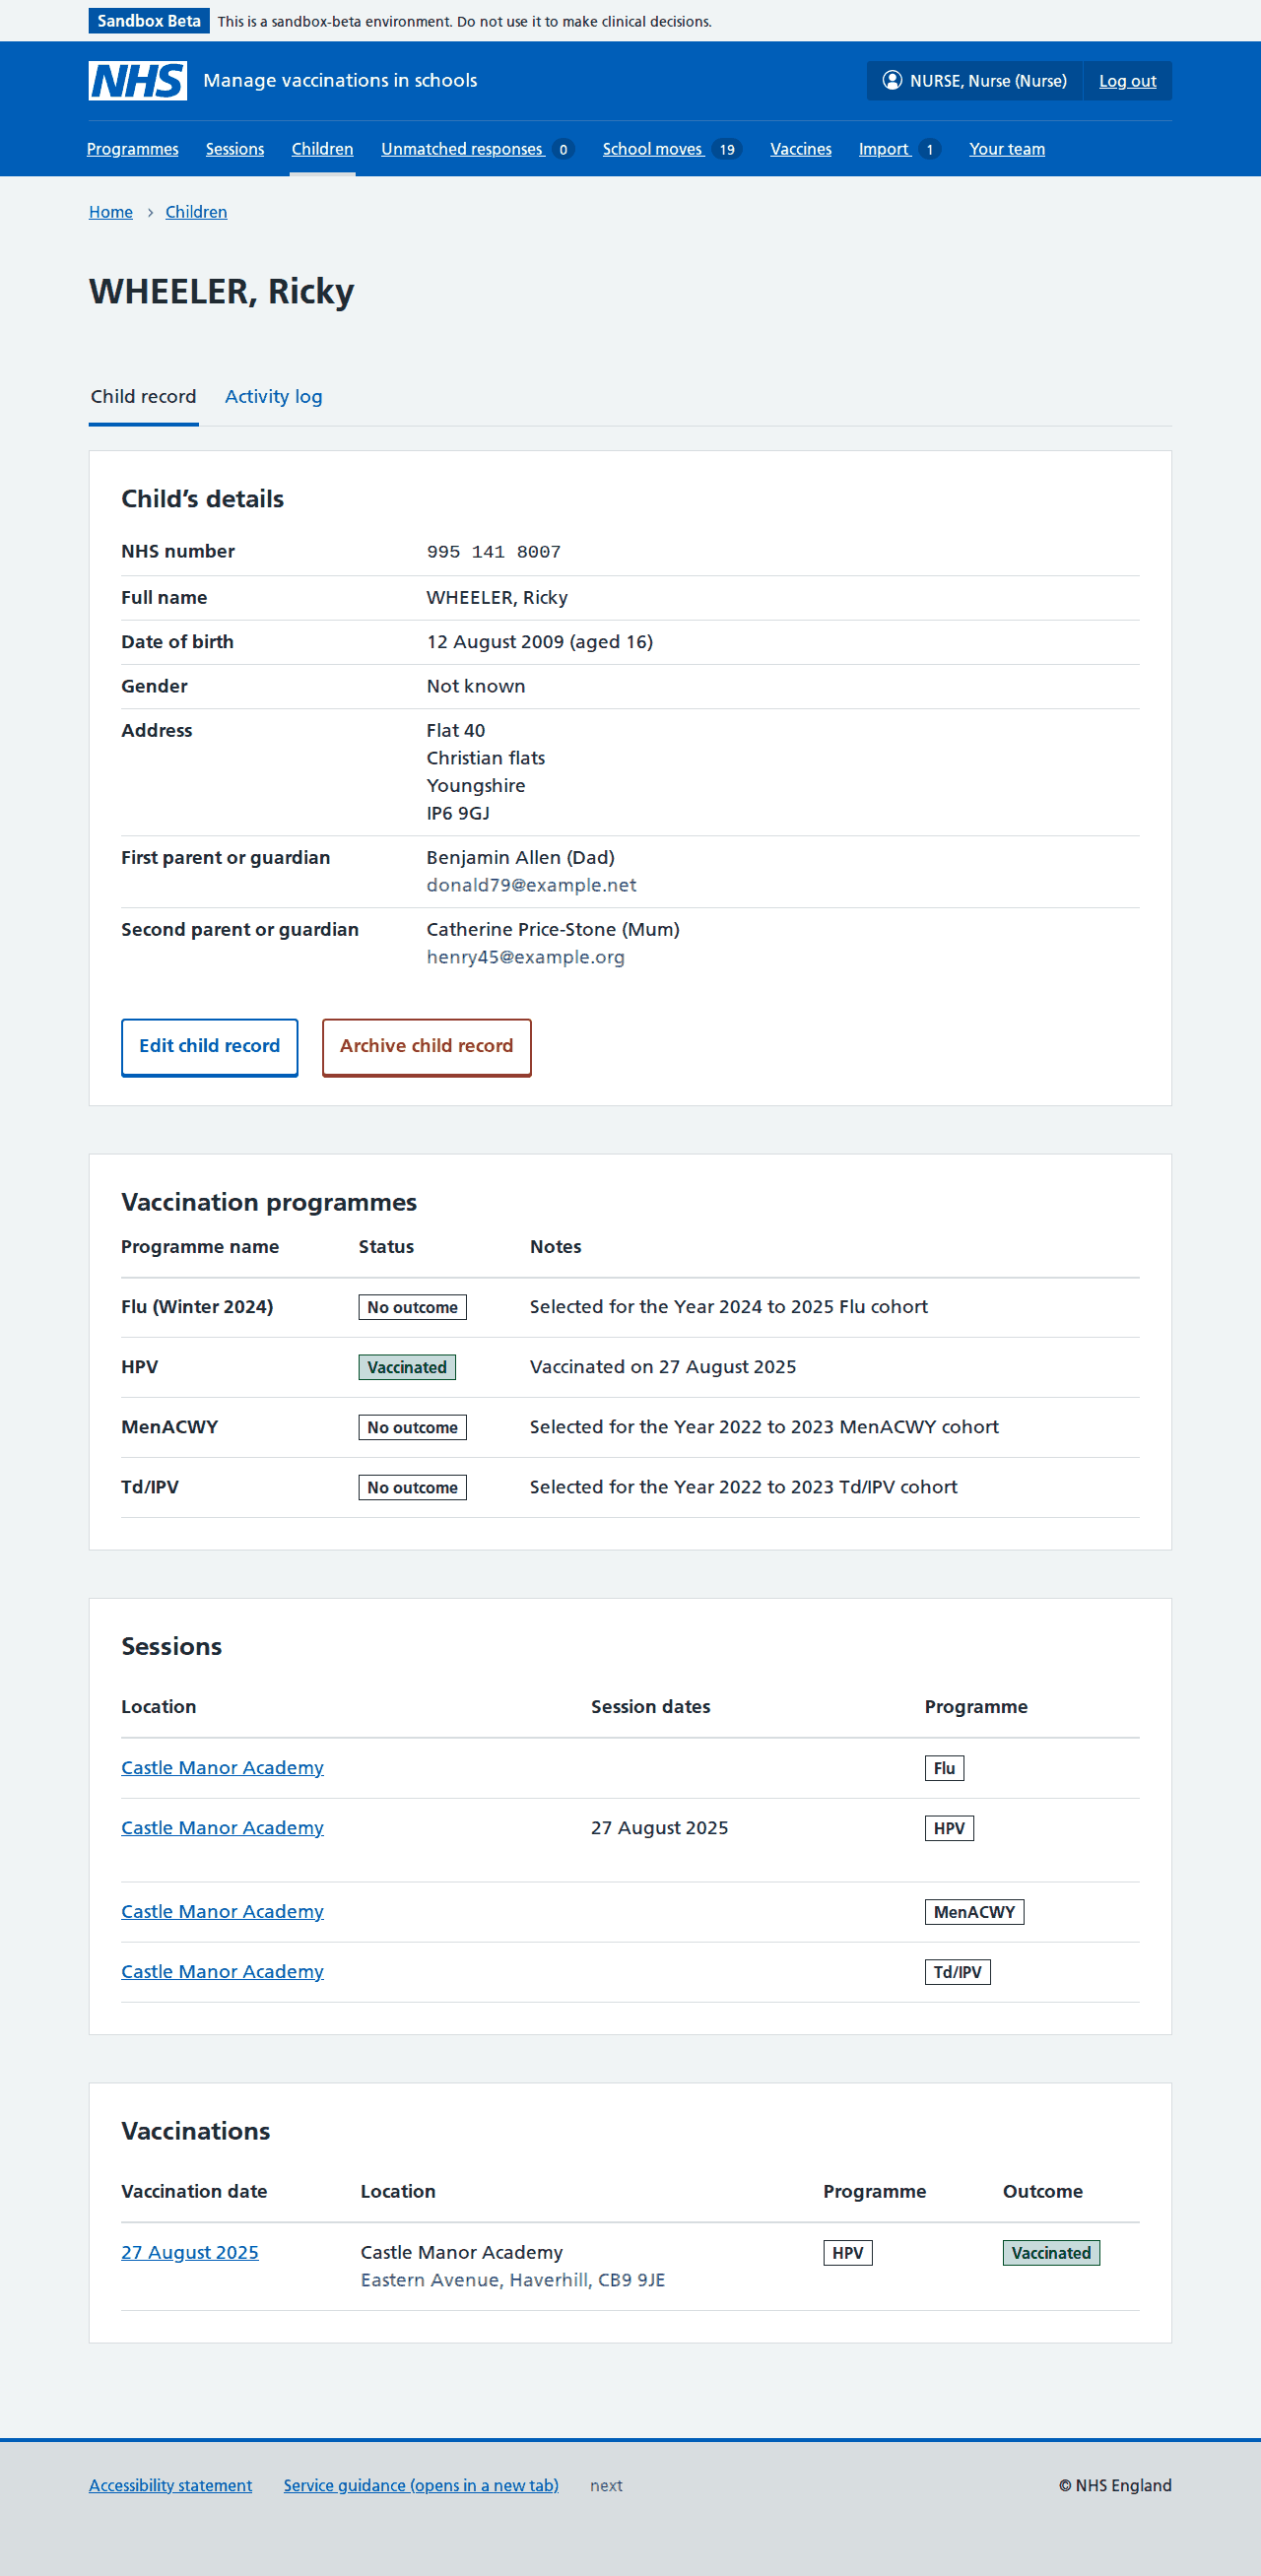 Sandbox Beta This is a sandbox-beta environment. Do not use it to make clinical decisions.
NHS Manage vaccinations in schools NURSE, Nurse (Nurse) Log out
Programmes Sessions Children Unmatched responses 0 School moves 19 Vaccines Import 1 Your team
Home Children
WHEELER, Ricky
Child record Activity log
Child’s details
NHS number 995 141 8007
Full name WHEELER, Ricky
Date of birth 12 August 2009 (aged 16)
Gender Not known
Address Flat 40
Christian flats
Youngshire
IP6 9GJ
First parent or guardian Benjamin Allen (Dad)
donald79@example.net
Second parent or guardian Catherine Price-Stone (Mum)
henry45@example.org
Edit child record Archive child record
Vaccination programmes
Programme name Status Notes
Flu (Winter 2024) No outcome Selected for the Year 2024 to 2025 Flu cohort
HPV Vaccinated Vaccinated on 27 August 2025
MenACWY No outcome Selected for the Year 2022 to 2023 MenACWY cohort
Td/IPV No outcome Selected for the Year 2022 to 2023 Td/IPV cohort
Sessions
Location Session dates Programme
Castle Manor Academy Flu
Castle Manor Academy 27 August 2025 HPV
Castle Manor Academy MenACWY
Castle Manor Academy Td/IPV
Vaccinations
Vaccination date Location Programme Outcome
27 August 2025 Castle Manor Academy HPV Vaccinated
Eastern Avenue, Haverhill, CB9 9JE
Accessibility statement Service guidance (opens in a new tab) next © NHS England